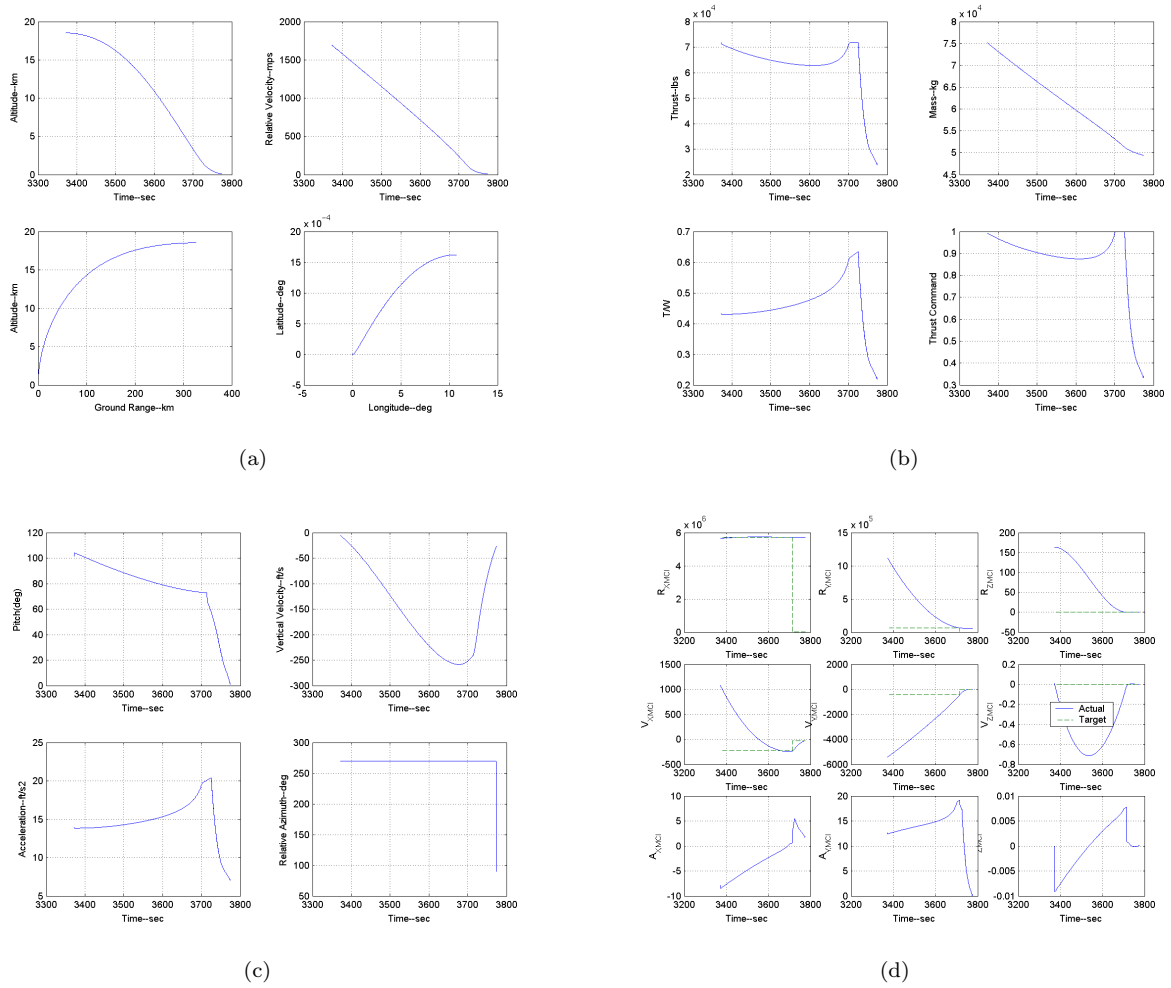 Altitude--km
20
15
10
5
0
3300 3400 3500 3600 3700 3800
Time--sec
Relative Velocity--mps
2000
1500
1000
500
0
3300 3400 3500 3600 3700 3800
Time--sec
Altitude--km
20
15
10
5
0
0 100 200 300 400
Ground Range--km
x 10^-4
Latitude--deg
20
15
10
5
0
-5
-5 0 5 10 15
Longitude--deg
(a)
x 10^4
Thrust--lbs
8
7
6
5
4
3
2
3300 3400 3500 3600 3700 3800
Time--sec
x 10^4
Mass--kg
8
7.5
7
6.5
6
5.5
5
4.5
3300 3400 3500 3600 3700 3800
Time--sec
T/W
0.7
0.6
0.5
0.4
0.3
0.2
3300 3400 3500 3600 3700 3800
Time--sec
Thrust Command
1
0.9
0.8
0.7
0.6
0.5
0.4
0.3
3300 3400 3500 3600 3700 3800
Time--sec
(b)
Pitch(deg)
120
100
80
60
40
20
0
3300 3400 3500 3600 3700 3800
Time--sec
Vertical Velocity--ft/s
0
-50
-100
-150
-200
-250
-300
3300 3400 3500 3600 3700 3800
Time--sec
Acceleration--ft/s2
25
20
15
10
5
3300 3400 3500 3600 3700 3800
Time--sec
Relative Azimuth--deg
300
250
200
150
100
50
3300 3400 3500 3600 3700 3800
Time--sec
(c)
x 10^6
R_X,MCI
6
4
2
0
3200 3400 3600 3800
Time--sec
x 10^5
R_Y,MCI
15
10
5
0
3200 3400 3600 3800
Time--sec
R_Z,MCI
200
150
100
50
0
-50
3200 3400 3600 3800
Time--sec
V_X,MCI
1500
1000
500
0
-500
3200 3400 3600 3800
Time--sec
V_Y,MCI
0
-2000
-4000
-6000
3200 3400 3600 3800
Time--sec
V_Z,MCI
0.2
0
-0.2
-0.4
-0.6
-0.8
Actual
Target
3200 3400 3600 3800
Time--sec
A_X,MCI
10
5
0
-5
-10
3200 3400 3600 3800
Time--sec
A_Y,MCI
20
15
10
5
0
3200 3400 3600 3800
Time--sec
Z,MCI
0.01
0.005
0
-0.005
-0.01
3200 3400 3600 3800
Time--sec
(d)